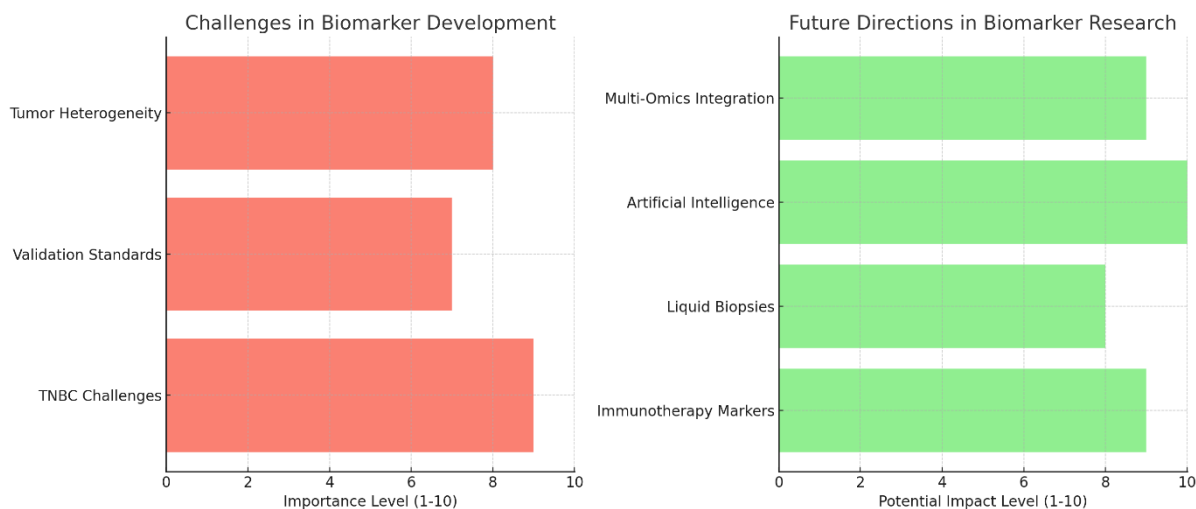 Challenges in Biomarker Development
Tumor Heterogeneity
Validation Standards
TNBC Challenges
0 2 4 6 8 10
Importance Level (1-10)
Future Directions in Biomarker Research
Multi-Omics Integration
Artificial Intelligence
Liquid Biopsies
Immunotherapy Markers
0 2 4 6 8 10
Potential Impact Level (1-10)